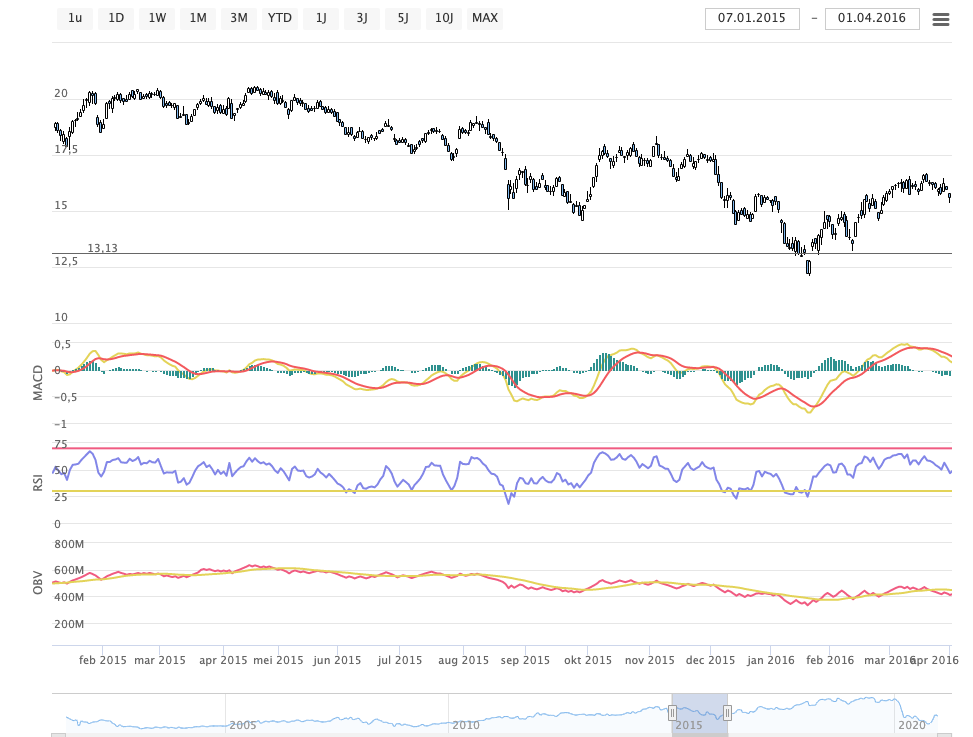 1u 1D 1W 1M 3M YTD 1J 3J 5J 10J MAX 07.01.2015 – 01.04.2016
20
17,5
15
13,13
12,5
10
0,5
0
−0,5
−1
MACD
75
50
25
0
RSI
800M
600M
400M
200M
OBV
feb 2015 mrt 2015 apr 2015 mei 2015 jun 2015 jul 2015 aug 2015 sep 2015 okt 2015 nov 2015 dec 2015 jan 2016 feb 2016 mar 2016 apr 2016
2005 2010 2015 2020